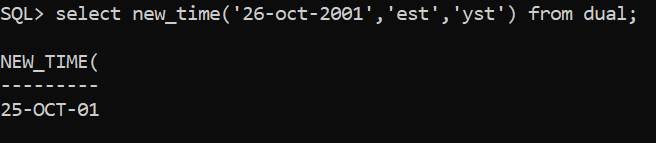 SQL> select new_time('26-oct-2001','est','yst') from dual;
NEW_TIME(
---------
25-OCT-01